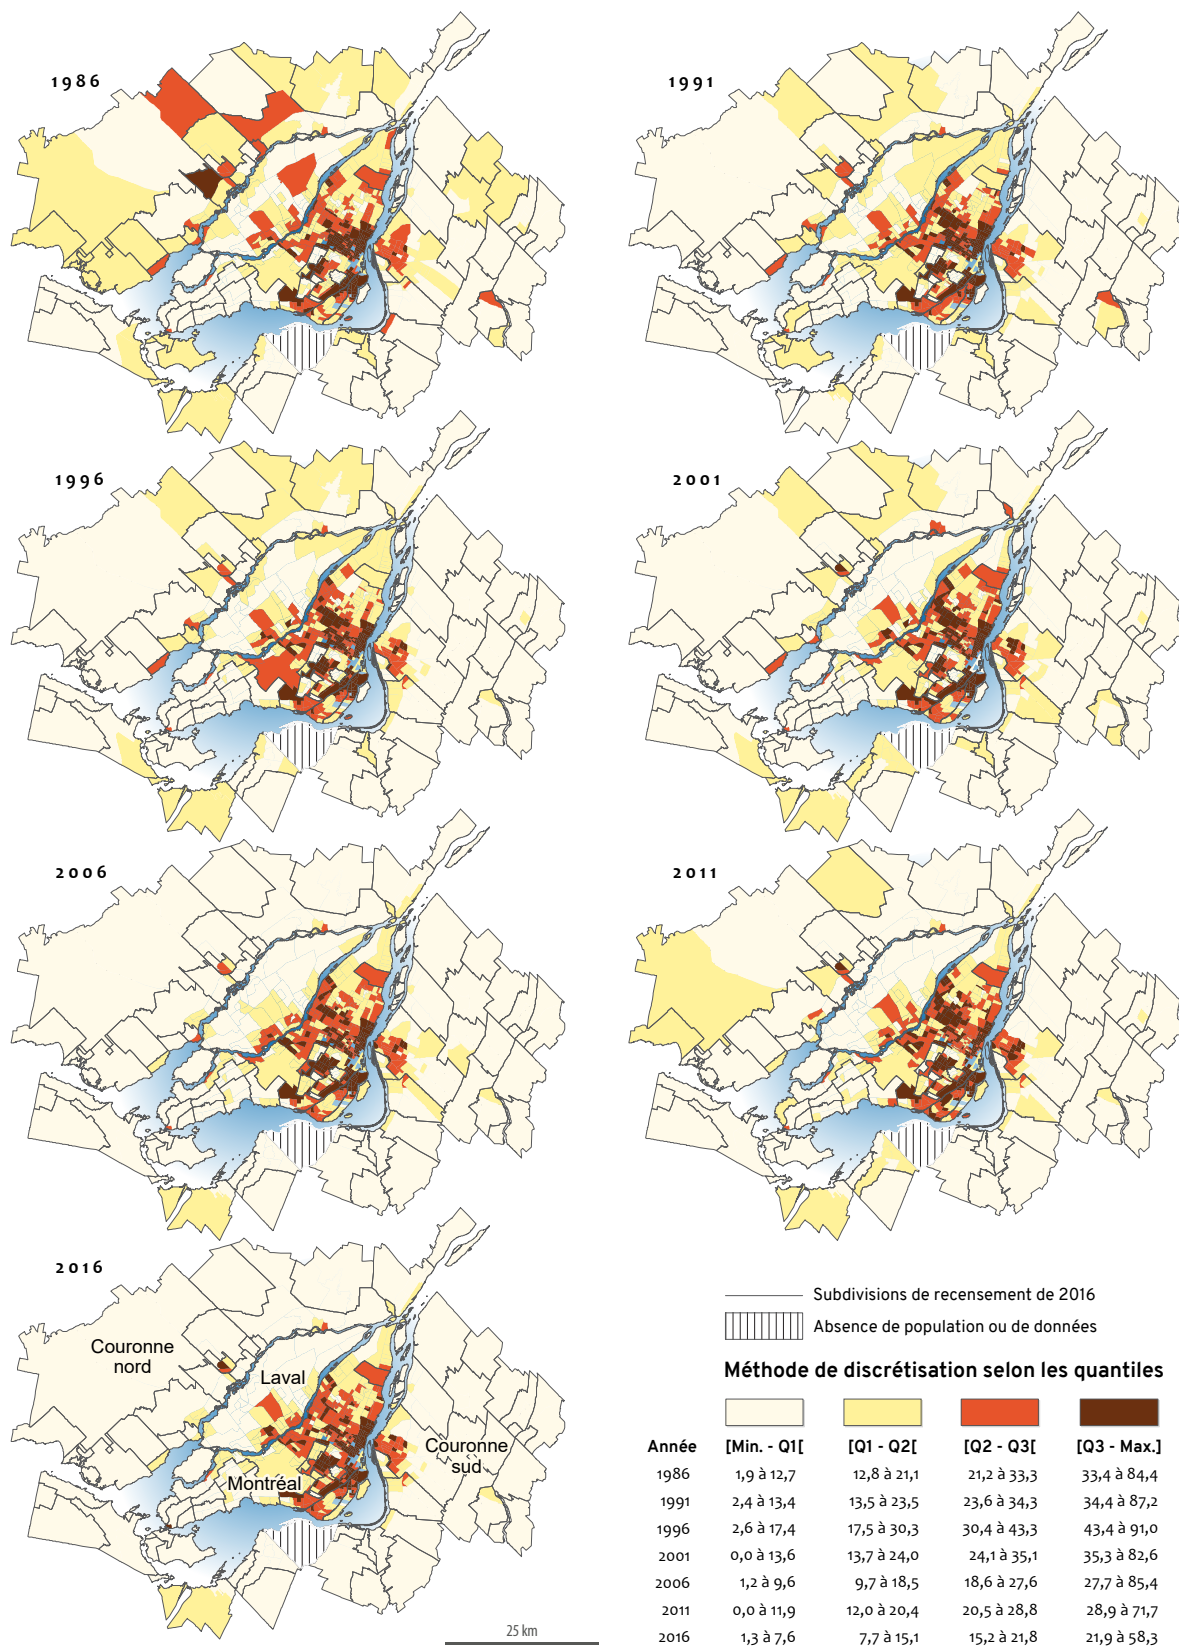 1986
1991
1996
2001
2006
2011
2016
Couronne
nord
Laval
Montréal
Couronne
sud
25 km
Subdivisions de recensement de 2016
Absence de population ou de données
Méthode de discrétisation selon les quantiles
Année [Min. - Q1[ [Q1 - Q2[ [Q2 - Q3[ [Q3 - Max.]
1986 1,9 à 12,7 12,8 à 21,1 21,2 à 33,3 33,4 à 84,4
1991 2,4 à 13,4 13,5 à 23,5 23,6 à 34,3 34,4 à 87,2
1996 2,6 à 17,4 17,5 à 30,3 30,4 à 43,3 43,4 à 91,0
2001 0,0 à 13,6 13,7 à 24,0 24,1 à 35,1 35,3 à 82,6
2006 1,2 à 9,6 9,7 à 18,5 18,6 à 27,6 27,7 à 85,4
2011 0,0 à 11,9 12,0 à 20,4 20,5 à 28,8 28,9 à 71,7
2016 1,3 à 7,6 7,7 à 15,1 15,2 à 21,8 21,9 à 58,3